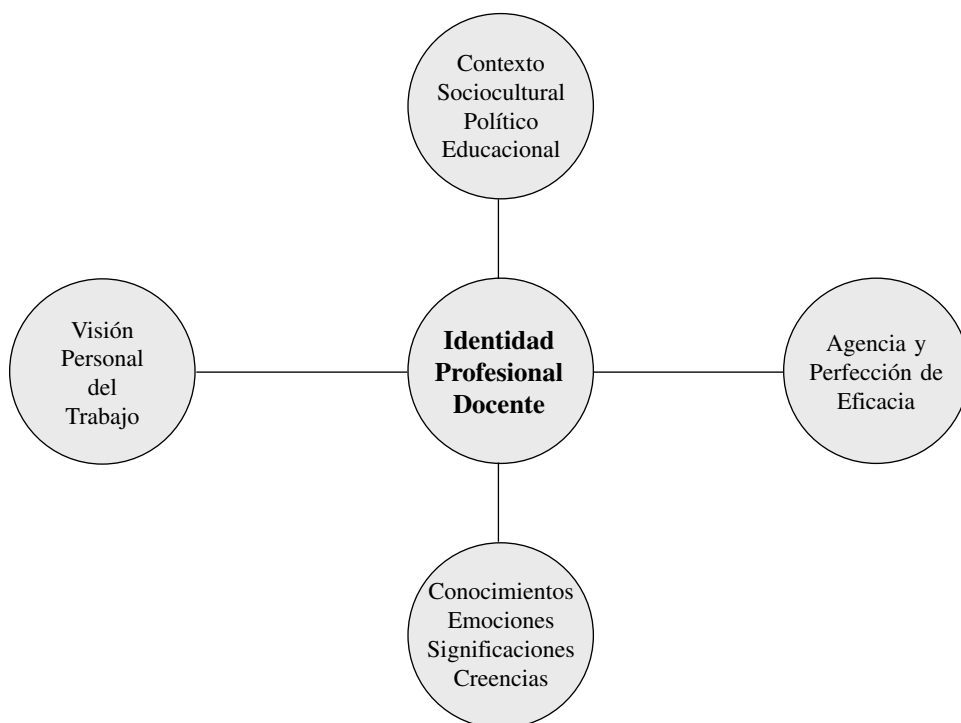 Contexto
Sociocultural
Político
Educacional
Visión
Personal
del
Trabajo
Identidad
Profesional
Docente
Agencia y
Perfección de
Eficacia
Conocimientos
Emociones
Significaciones
Creencias